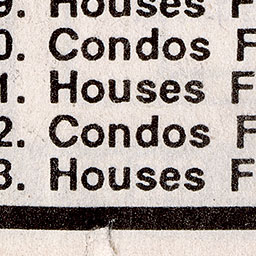 9. Houses F
0. Condos F
1. Houses F
2. Condos F
3. Houses F